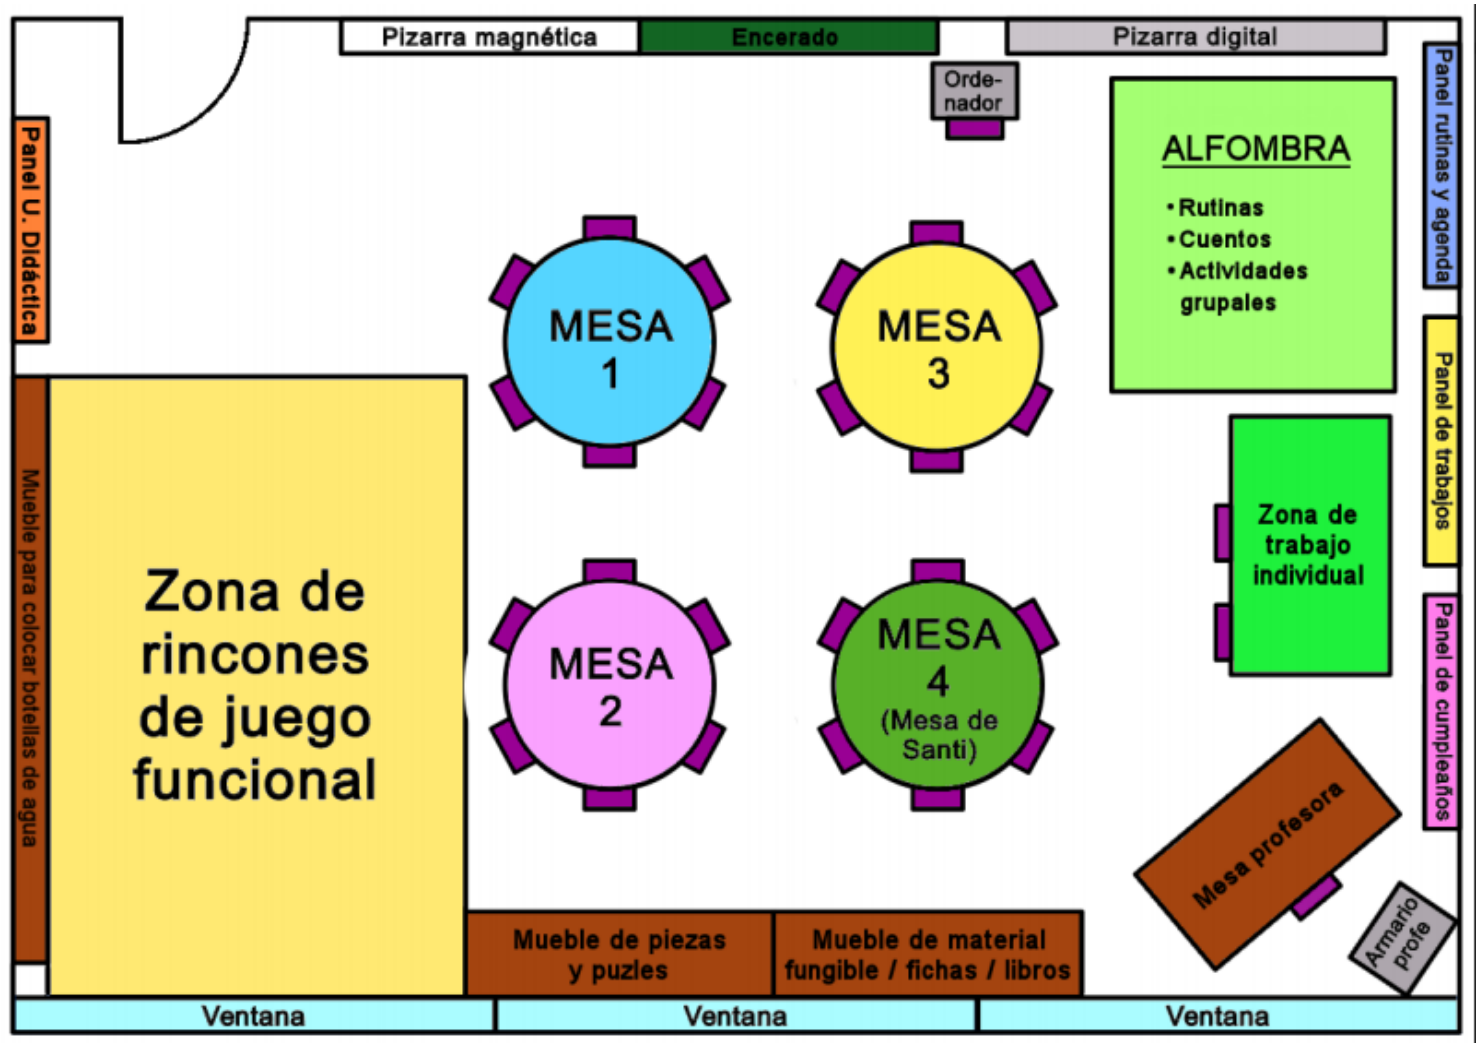 Pizarra magnética
Encerado
Pizarra digital
Orde-
nador
Panel rutinas y agenda
ALFOMBRA
• Rutinas
• Cuentos
• Actividades
grupales
Panel U. Didáctica
MESA
1
MESA
3
Panel de trabajos
Mueble para colocar botellas de agua
Zona de
rincones
de juego
funcional
Zona de
trabajo
individual
MESA
2
MESA
4
(Mesa de
Santi)
Panel de cumpleaños
Mesa profesora
Armario
profe
Mueble de piezas
y puzles
Mueble de material
fungible / fichas / libros
Ventana
Ventana
Ventana